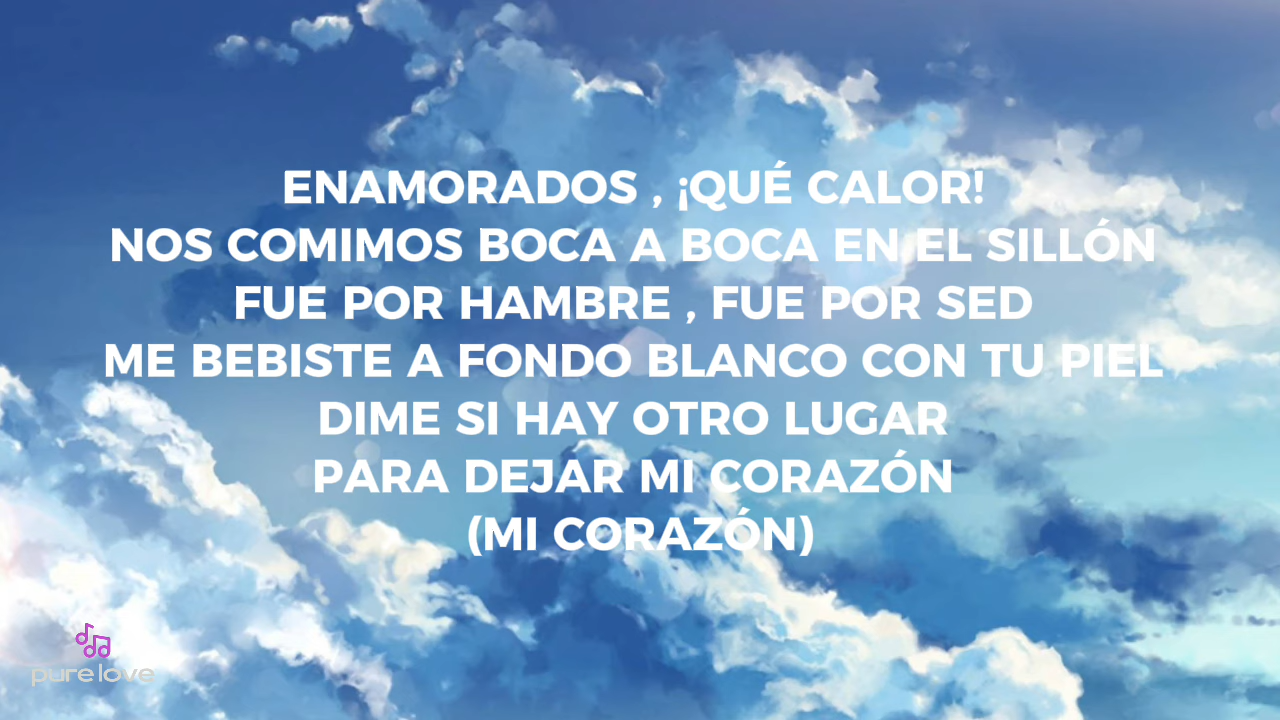 ENAMORADOS , ¡QUÉ CALOR!
NOS COMIMOS BOCA A BOCA EN EL SILLÓN
FUE POR HAMBRE , FUE POR SED
ME BEBISTE A FONDO BLANCO CON TU PIEL
DIME SI HAY OTRO LUGAR
PARA DEJAR MI CORAZÓN
(MI CORAZÓN)
pure love